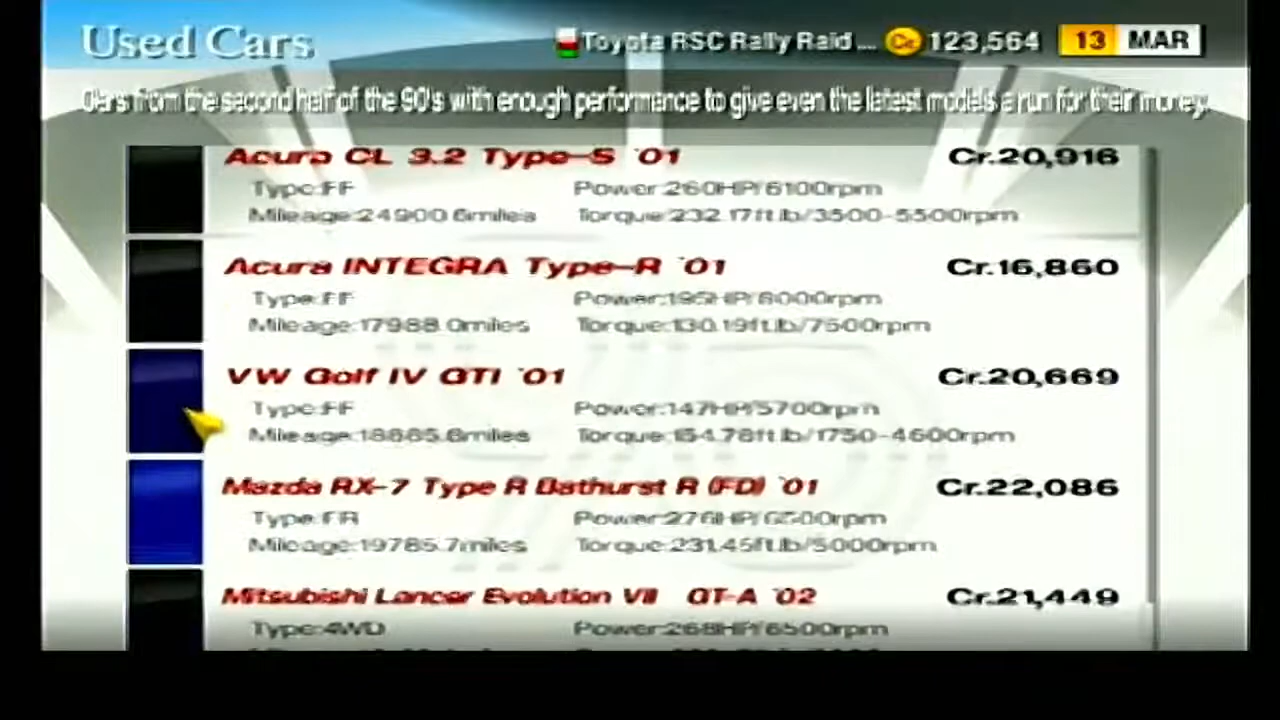 Used Cars
Toyota RSC Rally Raid ... Cr 123,564 13 MAR
Cars from the second half of the 90's with enough performance to give even the latest models a run for their money.
Acura CL 3.2 Type-S `01 Cr.20,916
Type:FF Power:260HP/6100rpm
Mileage:24900.6miles Torque:232.17ft.lb/3500-5500rpm
Acura INTEGRA Type-R `01 Cr.16,860
Type:FF Power:195HP/8000rpm
Mileage:17988.0miles Torque:130.19ft.lb/7500rpm
VW Golf IV GTI `01 Cr.20,669
Type:FF Power:147HP/5700rpm
Mileage:18685.6miles Torque:154.78ft.lb/1750-4600rpm
Mazda RX-7 Type R Bathurst R (FD) `01 Cr.22,086
Type:FR Power:276HP/6500rpm
Mileage:19785.7miles Torque:231.45ft.lb/5000rpm
Mitsubishi Lancer Evolution VII GT-A `02 Cr.21,449
Type:4WD Power:268HP/6500rpm